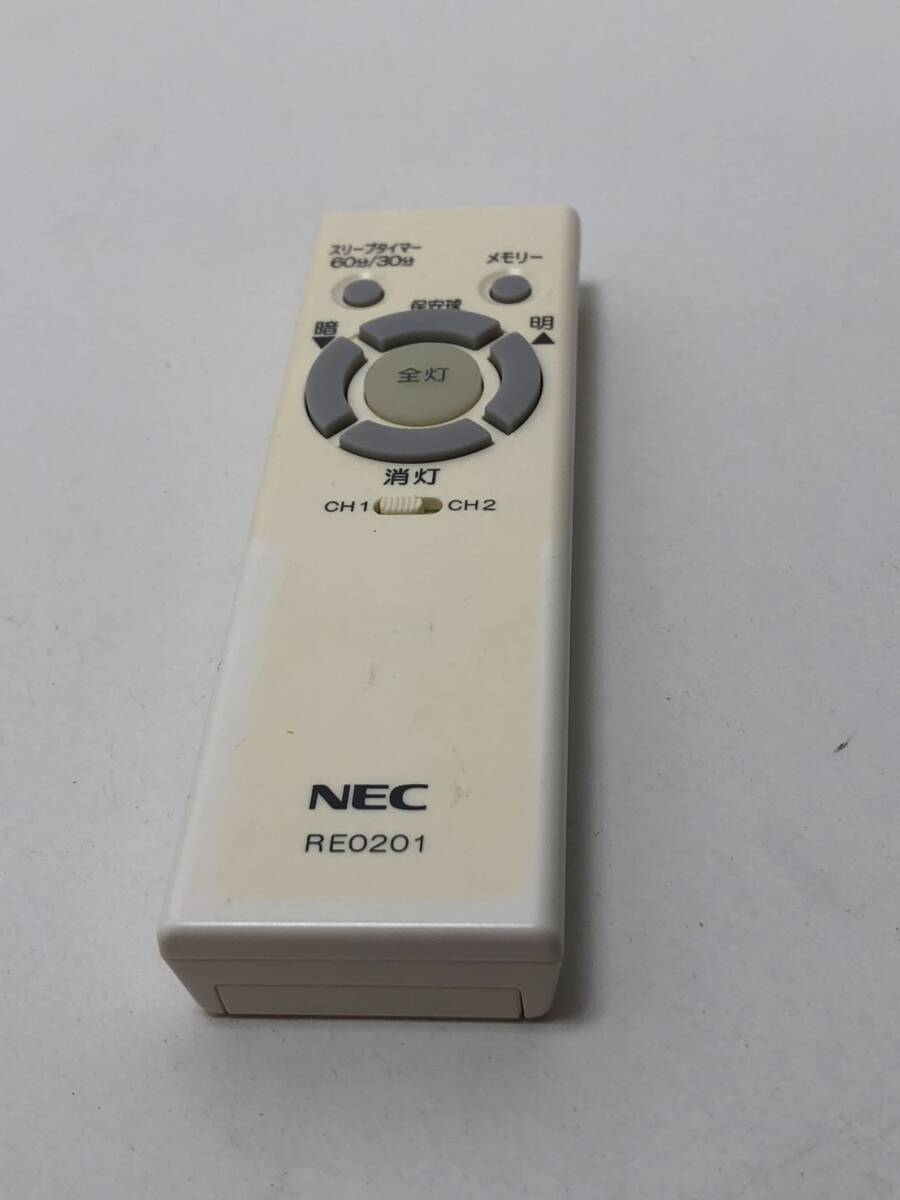 スリープタイマー
60分/30分
メモリー
保安球
暗
▼
明
▲
全灯
消灯
CH1 CH2
NEC
RE0201